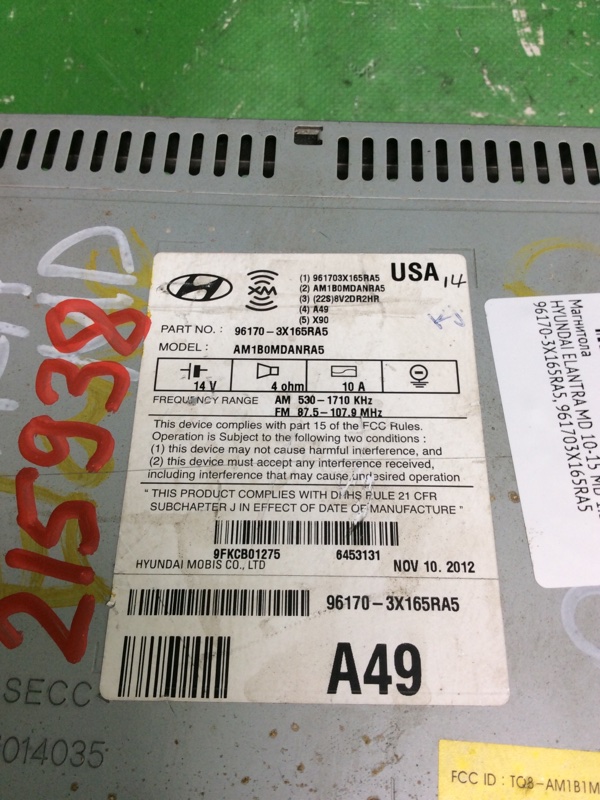 USA 14
XM
(1) 961703X165RA5
(2) AM1B0MDANRA5
(3) (22S)8V2DR2HR
(4) A49
(5) X90
PART NO. : 96170-3X165RA5
MODEL : AM1B0MDANRA5
14 V 4 ohm 10 A
FREQUENCY RANGE AM 530-1710 KHz
FM 87.5-107.9 MHz
This device complies with part 15 of the FCC Rules.
Operation is Subject to the following two conditions :
(1) this device may not cause harmful interference, and
(2) this device must accept any interference received,
including interference that may cause undesired operation
" THIS PRODUCT COMPLIES WITH DHHS RULE 21 CFR
SUBCHAPTER J IN EFFECT OF DATE OF MANUFACTURE "
9FKCB01275 6453131
HYUNDAI MOBIS CO., LTD NOV 10. 2012
96170-3X165RA5
A49
215938
SECC
014035
Магнитола
HYUNDAI ELANTRA MD 10-15 MD
96170-3X165RA5, 961703X165RA5
FCC ID : TQ8-AM1B1M